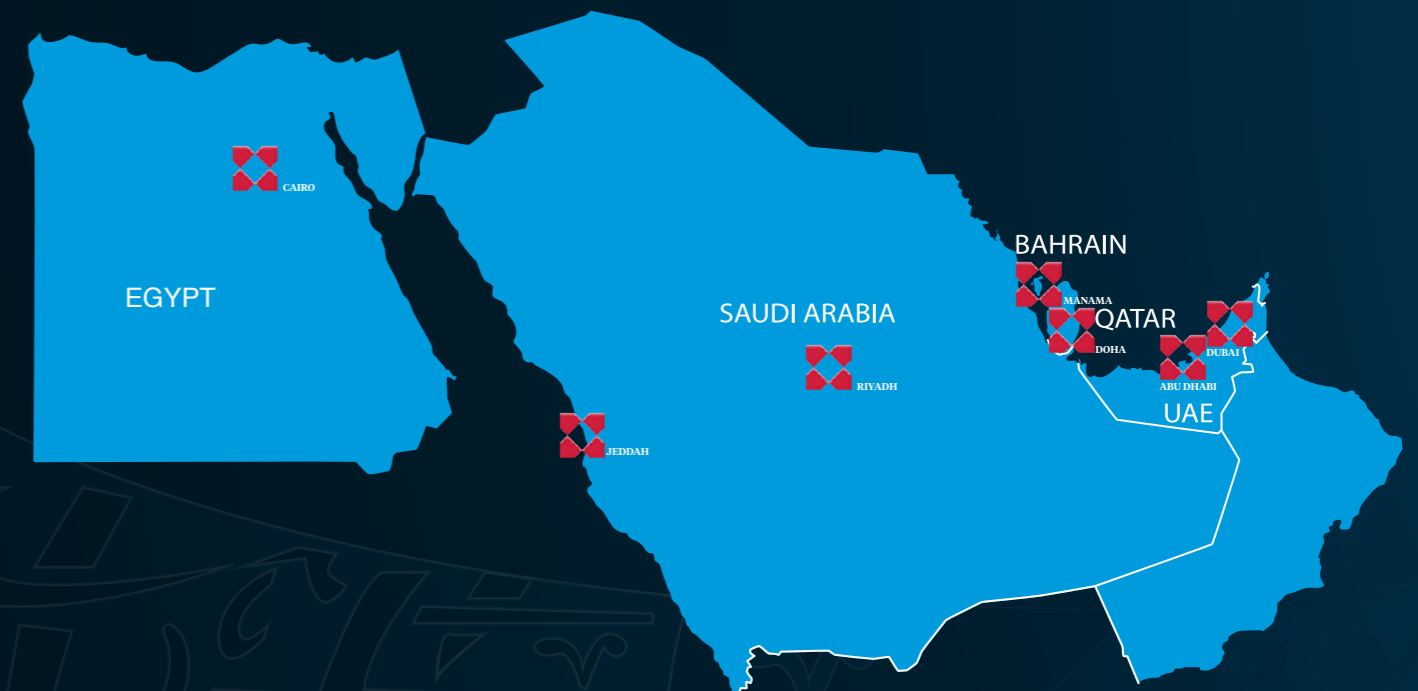 CAIRO
EGYPT
SAUDI ARABIA
RIYADH
JEDDAH
BAHRAIN
MANAMA
QATAR
DOHA
DUBAI
ABU DHABI
UAE